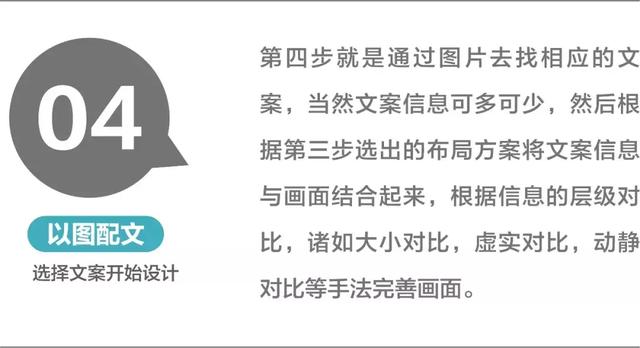 04
以图配文
选择文案开始设计
第四步就是通过图片去找相应的文
案，当然文案信息可多可少，然后根
据第三步选出的布局方案将文案信息
与画面结合起来，根据信息的层级对
比，诸如大小对比，虚实对比，动静
对比等手法完善画面。